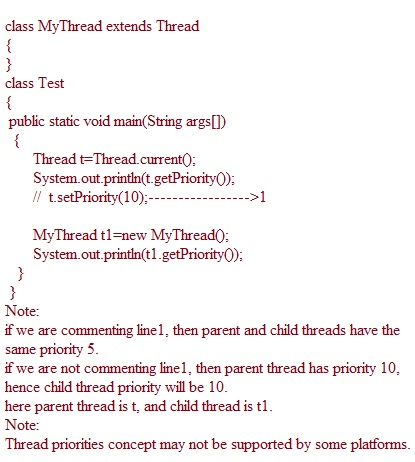 class MyThread extends Thread
{
}
class Test
{
public static void main(String args[])
{
Thread t=Thread.current();
System.out.println(t.getPriority());
// t.setPriority(10);----------------->1
MyThread t1=new MyThread();
System.out.println(t1.getPriority());
}
}
Note:
if we are commenting line1, then parent and child threads have the
same priority 5.
if we are not commenting line1, then parent thread has priority 10,
hence child thread priority will be 10.
here parent thread is t, and child thread is t1.
Note:
Thread priorities concept may not be supported by some platforms.